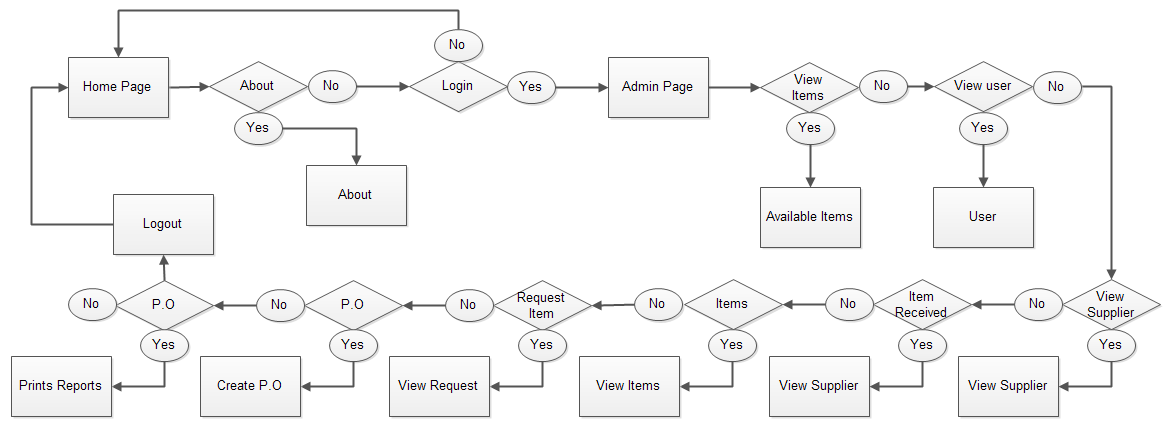 No
Home Page
About
No
Login
Yes
Admin Page
View
Items
No
View user
No
Yes
Yes
Yes
About
Available Items
User
Logout
No
P.O
No
P.O
No
Request
Item
No
Items
No
Item
Received
No
View
Supplier
Yes
Yes
Yes
Yes
Yes
Yes
Prints Reports
Create P.O
View Request
View Items
View Supplier
View Supplier